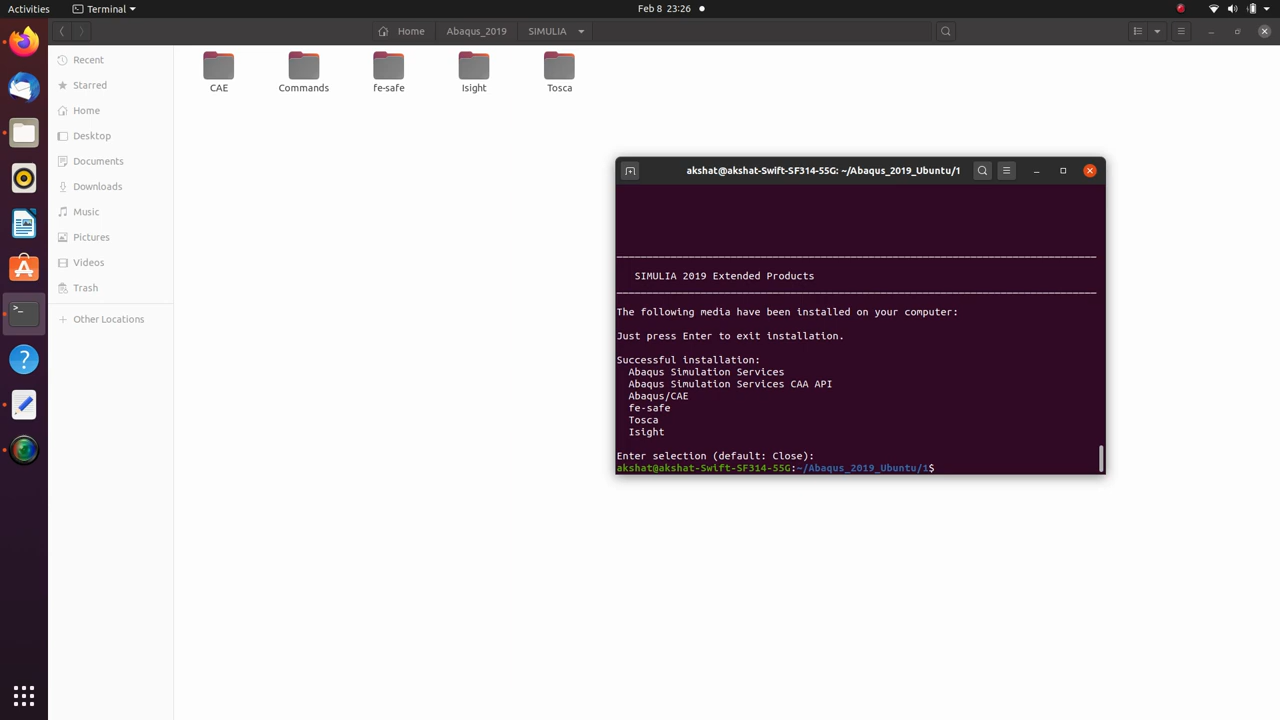 Activities
Terminal
Feb 8 23:26
Home
Abaqus_2019
SIMULIA
Recent
Starred
Home
Desktop
Documents
Downloads
Music
Pictures
Videos
Trash
Other Locations
CAE
Commands
fe-safe
Isight
Tosca
akshat@akshat-Swift-SF314-55G: ~/Abaqus_2019_Ubuntu/1
SIMULIA 2019 Extended Products
The following media have been installed on your computer:
Just press Enter to exit installation.
Successful installation:
Abaqus Simulation Services
Abaqus Simulation Services CAA API
Abaqus/CAE
fe-safe
Tosca
Isight
Enter selection (default: Close):
akshat@akshat-Swift-SF314-55G:~/Abaqus_2019_Ubuntu/1$